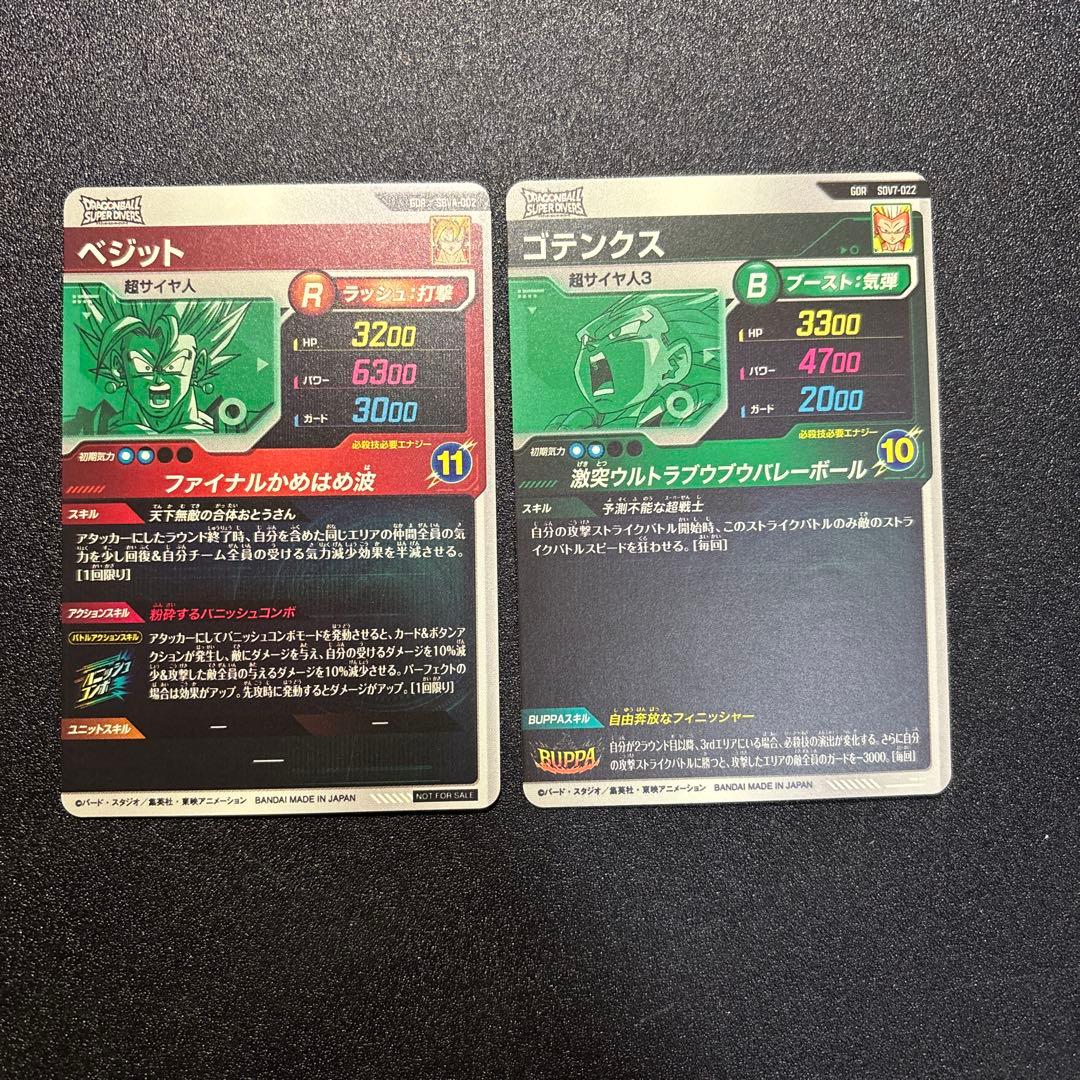 DRAGONBALL
SUPER DIVERS
GDR SBVA-002
ベジット
超サイヤ人
R ラッシュ:打撃
HP 3200
パワー 6300
ガード 3000
必殺技必要エナジー
初期気力
11
ファイナルかめはめ波
スキル 天下無敵の合体おとうさん
アタッカーにしたラウンド終了時、自分を含めた同じエリアの仲間全員の気
力を少し回復&自分チーム全員の受ける気力減少効果を半減させる。
[1回限り]
アクションスキル 粉砕するバニッシュコンボ
バトルアクションスキル
バニッシュ
コンボ
アタッカーにしてバニッシュコンボモードを発動させると、カード&ボタンア
クションが発生し、敵にダメージを与え、自分の受けるダメージを10%減
少&攻撃した敵全員の与えるダメージを10%減少させる。パーフェクトの
場合は効果がアップ。先攻時に発動するとダメージがアップ。[1回限り]
ユニットスキル ー ー
ー
©バード・スタジオ/集英社・東映アニメーション BANDAI MADE IN JAPAN
NOT FOR SALE
DRAGONBALL
SUPER DIVERS
GDR SDV7-022
ゴテンクス
超サイヤ人3
B ブースト:気弾
HP 3300
パワー 4700
ガード 2000
必殺技必要エナジー
初期気力
10
激突ウルトラブウブウバレーボール
スキル 予測不能な超戦士
自分の攻撃ストライクバトル開始時、このストライクバトルのみ敵のストラ
イクバトルスピードを狂わせる。[毎回]
BUPPAスキル 自由奔放なフィニッシャー
BUPPA
自分が2ラウンド目以降、3rdエリアにいる場合、必殺技の演出が変化する。さらに自分
の攻撃ストライクバトルに勝つと、攻撃したエリアの敵全員のガードを-3000。[毎回]
©バード・スタジオ/集英社・東映アニメーション BANDAI MADE IN JAPAN